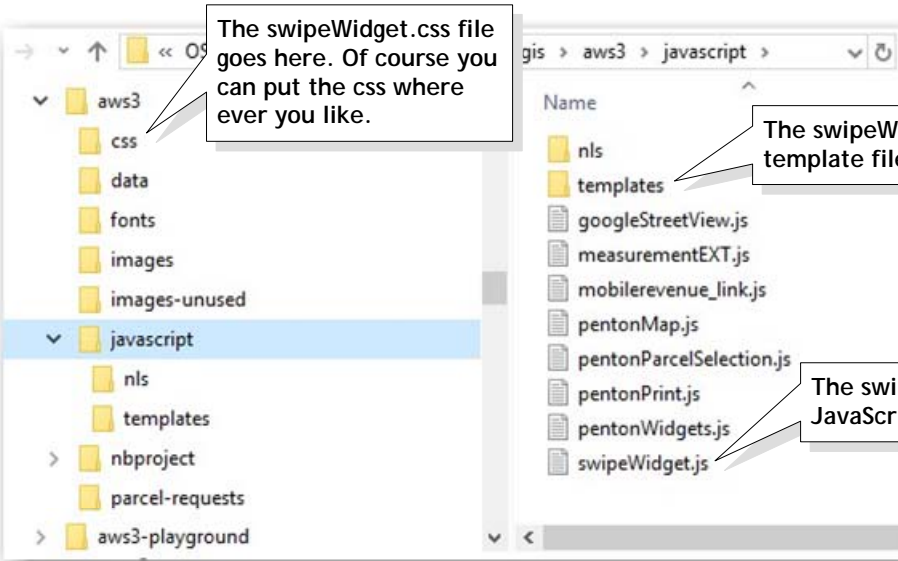 The swipeWidget.css file
goes here. Of course you
can put the css where
ever you like.
« OS
gis > aws3 > javascript >
aws3
css
data
fonts
images
images-unused
javascript
nls
templates
nbproject
parcel-requests
aws3-playground
Name
nls
templates
googleStreetView.js
measurementEXT.js
mobilerevenue_link.js
pentonMap.js
pentonParcelSelection.js
pentonPrint.js
pentonWidgets.js
swipeWidget.js
The swipeW
template file
The swi
JavaScr